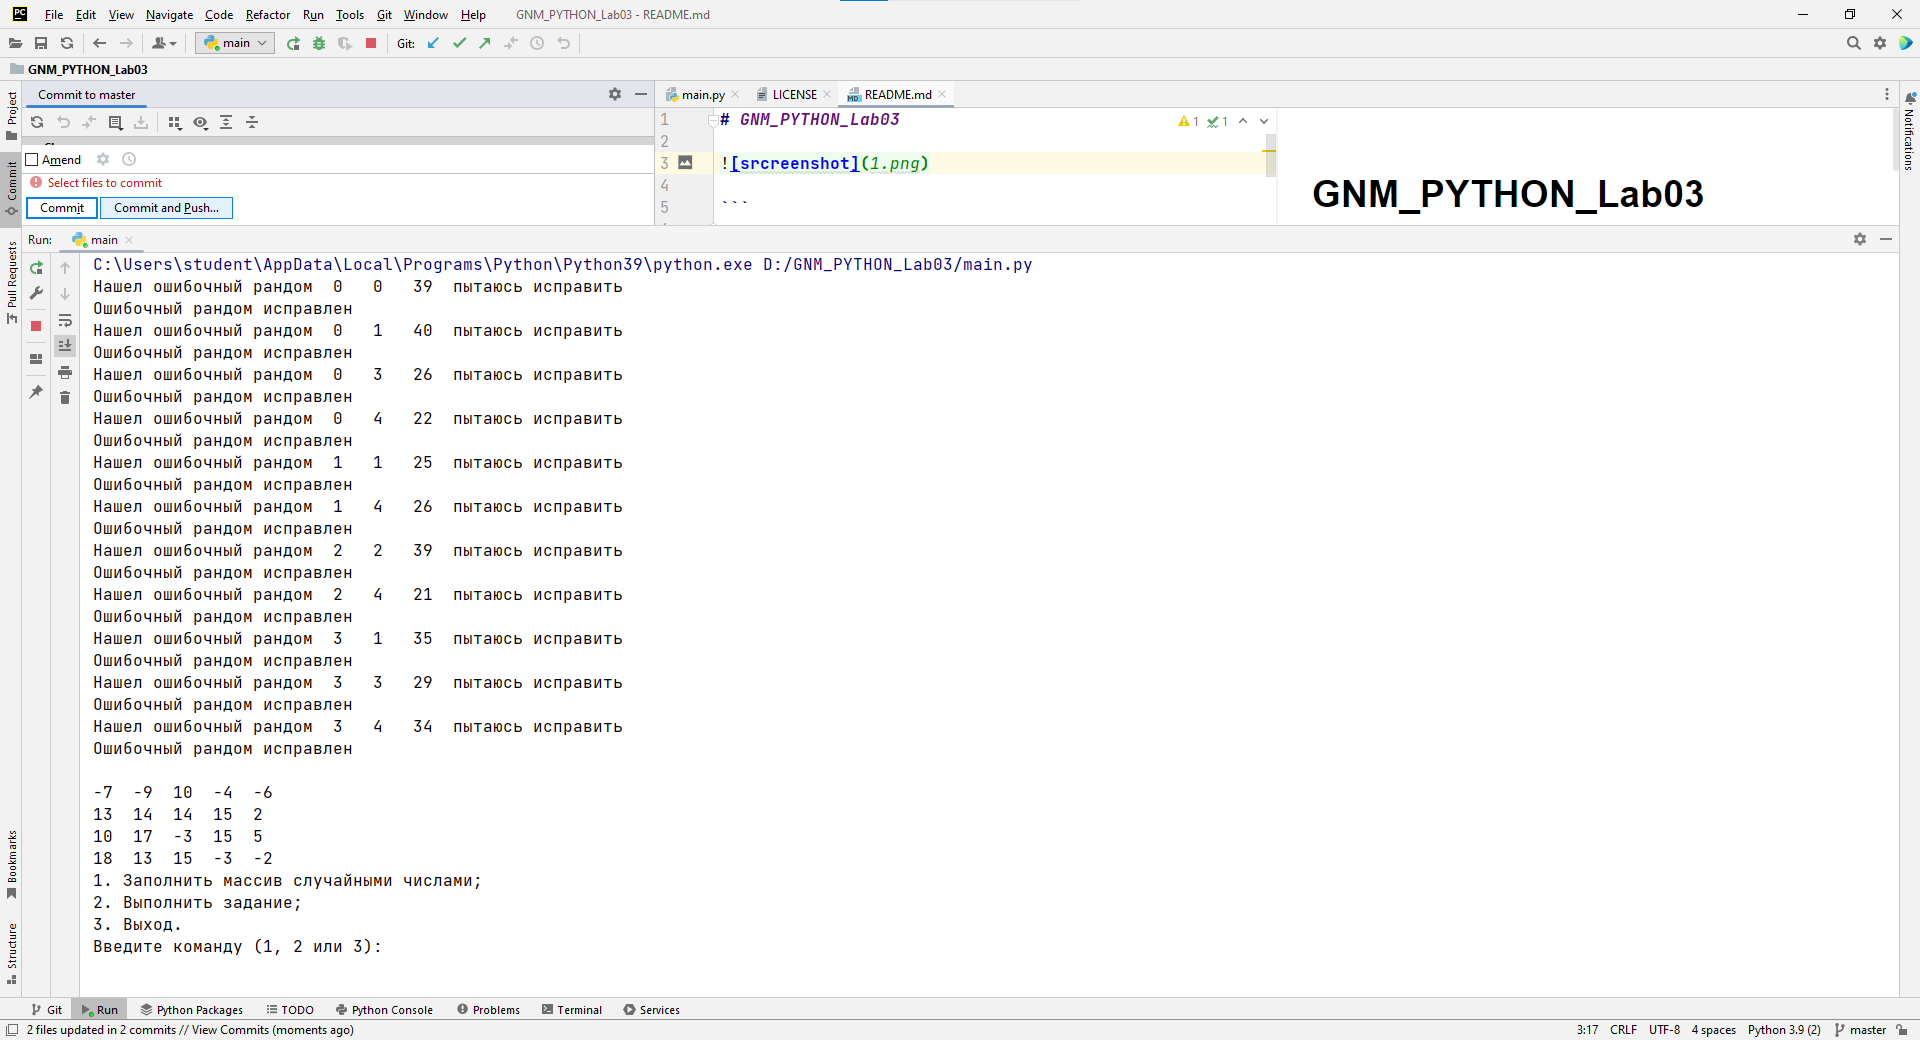 PC File Edit View Navigate Code Refactor Run Tools Git Window Help GNM_PYTHON_Lab03 - README.md
main Git:
GNM_PYTHON_Lab03
Commit to master
Amend
Select files to commit
Commit Commit and Push...
main.py LICENSE MD README.md
1 # GNM_PYTHON_Lab03 1 1
2
3 ![srcreenshot](1.png)
4
5 ```
GNM_PYTHON_Lab03
Project
Commit
Pull Requests
Bookmarks
Structure
Notifications
Run: main
C:\Users\student\AppData\Local\Programs\Python\Python39\python.exe D:/GNM_PYTHON_Lab03/main.py
Нашел ошибочный рандом 0 0 39 пытаюсь исправить
Ошибочный рандом исправлен
Нашел ошибочный рандом 0 1 40 пытаюсь исправить
Ошибочный рандом исправлен
Нашел ошибочный рандом 0 3 26 пытаюсь исправить
Ошибочный рандом исправлен
Нашел ошибочный рандом 0 4 22 пытаюсь исправить
Ошибочный рандом исправлен
Нашел ошибочный рандом 1 1 25 пытаюсь исправить
Ошибочный рандом исправлен
Нашел ошибочный рандом 1 4 26 пытаюсь исправить
Ошибочный рандом исправлен
Нашел ошибочный рандом 2 2 39 пытаюсь исправить
Ошибочный рандом исправлен
Нашел ошибочный рандом 2 4 21 пытаюсь исправить
Ошибочный рандом исправлен
Нашел ошибочный рандом 3 1 35 пытаюсь исправить
Ошибочный рандом исправлен
Нашел ошибочный рандом 3 3 29 пытаюсь исправить
Ошибочный рандом исправлен
Нашел ошибочный рандом 3 4 34 пытаюсь исправить
Ошибочный рандом исправлен
-7 -9 10 -4 -6
13 14 14 15 2
10 17 -3 15 5
18 13 15 -3 -2
1. Заполнить массив случайными числами;
2. Выполнить задание;
3. Выход.
Введите команду (1, 2 или 3):
Git Run Python Packages TODO Python Console Problems Terminal Services
2 files updated in 2 commits // View Commits (moments ago) 3:17 CRLF UTF-8 4 spaces Python 3.9 (2) master